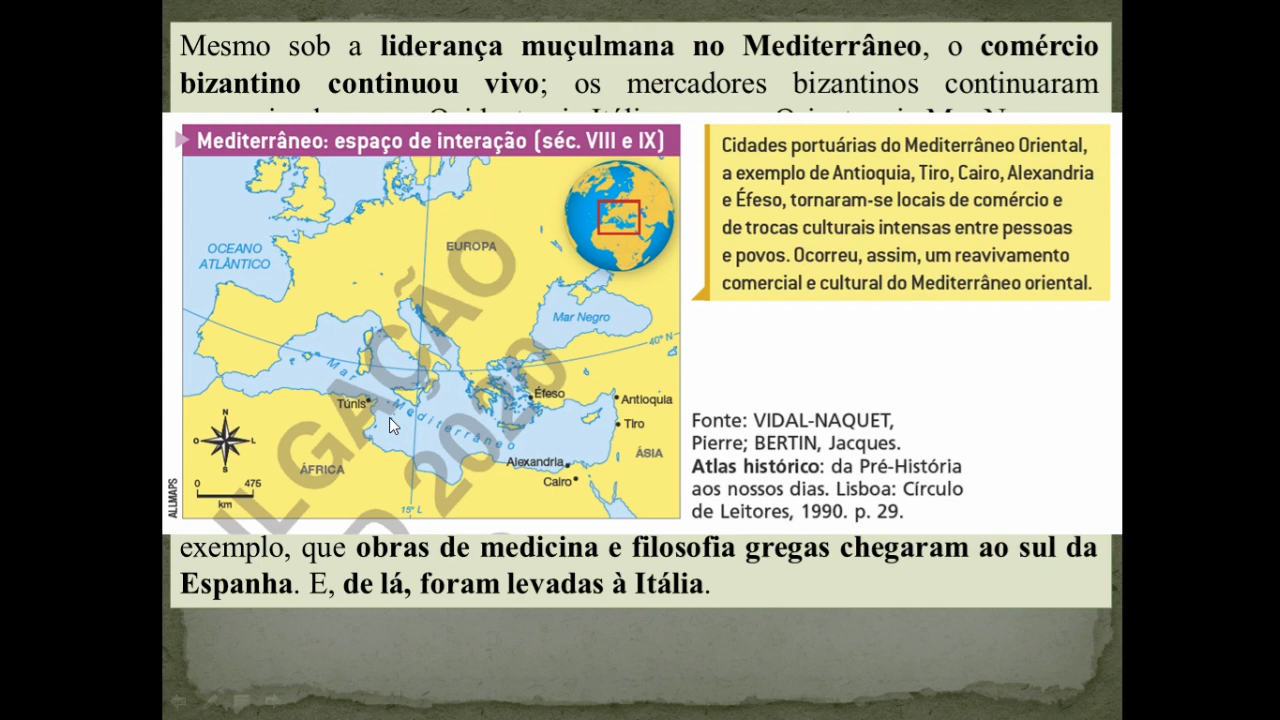 Mesmo sob a liderança muçulmana no Mediterrâneo, o comércio
bizantino continuou vivo; os mercadores bizantinos continuaram
Mediterrâneo: espaço de interação (séc. VIII e IX)
OCEANO
ATLÂNTICO
EUROPA
Mar Negro
40° N
Mar Mediterrâneo
Túnis
Éfeso
Antioquia
Tiro
ÁSIA
Alexandria
Cairo
ÁFRICA
N
O
L
S
0 475
km
15° L
ALLMAPS
Cidades portuárias do Mediterrâneo Oriental,
a exemplo de Antioquia, Tiro, Cairo, Alexandria
e Éfeso, tornaram-se locais de comércio e
de trocas culturais intensas entre pessoas
e povos. Ocorreu, assim, um reavivamento
comercial e cultural do Mediterrâneo oriental.
Fonte: VIDAL-NAQUET,
Pierre; BERTIN, Jacques.
Atlas histórico: da Pré-História
aos nossos dias. Lisboa: Círculo
de Leitores, 1990. p. 29.
exemplo, que obras de medicina e filosofia gregas chegaram ao sul da
Espanha. E, de lá, foram levadas à Itália.